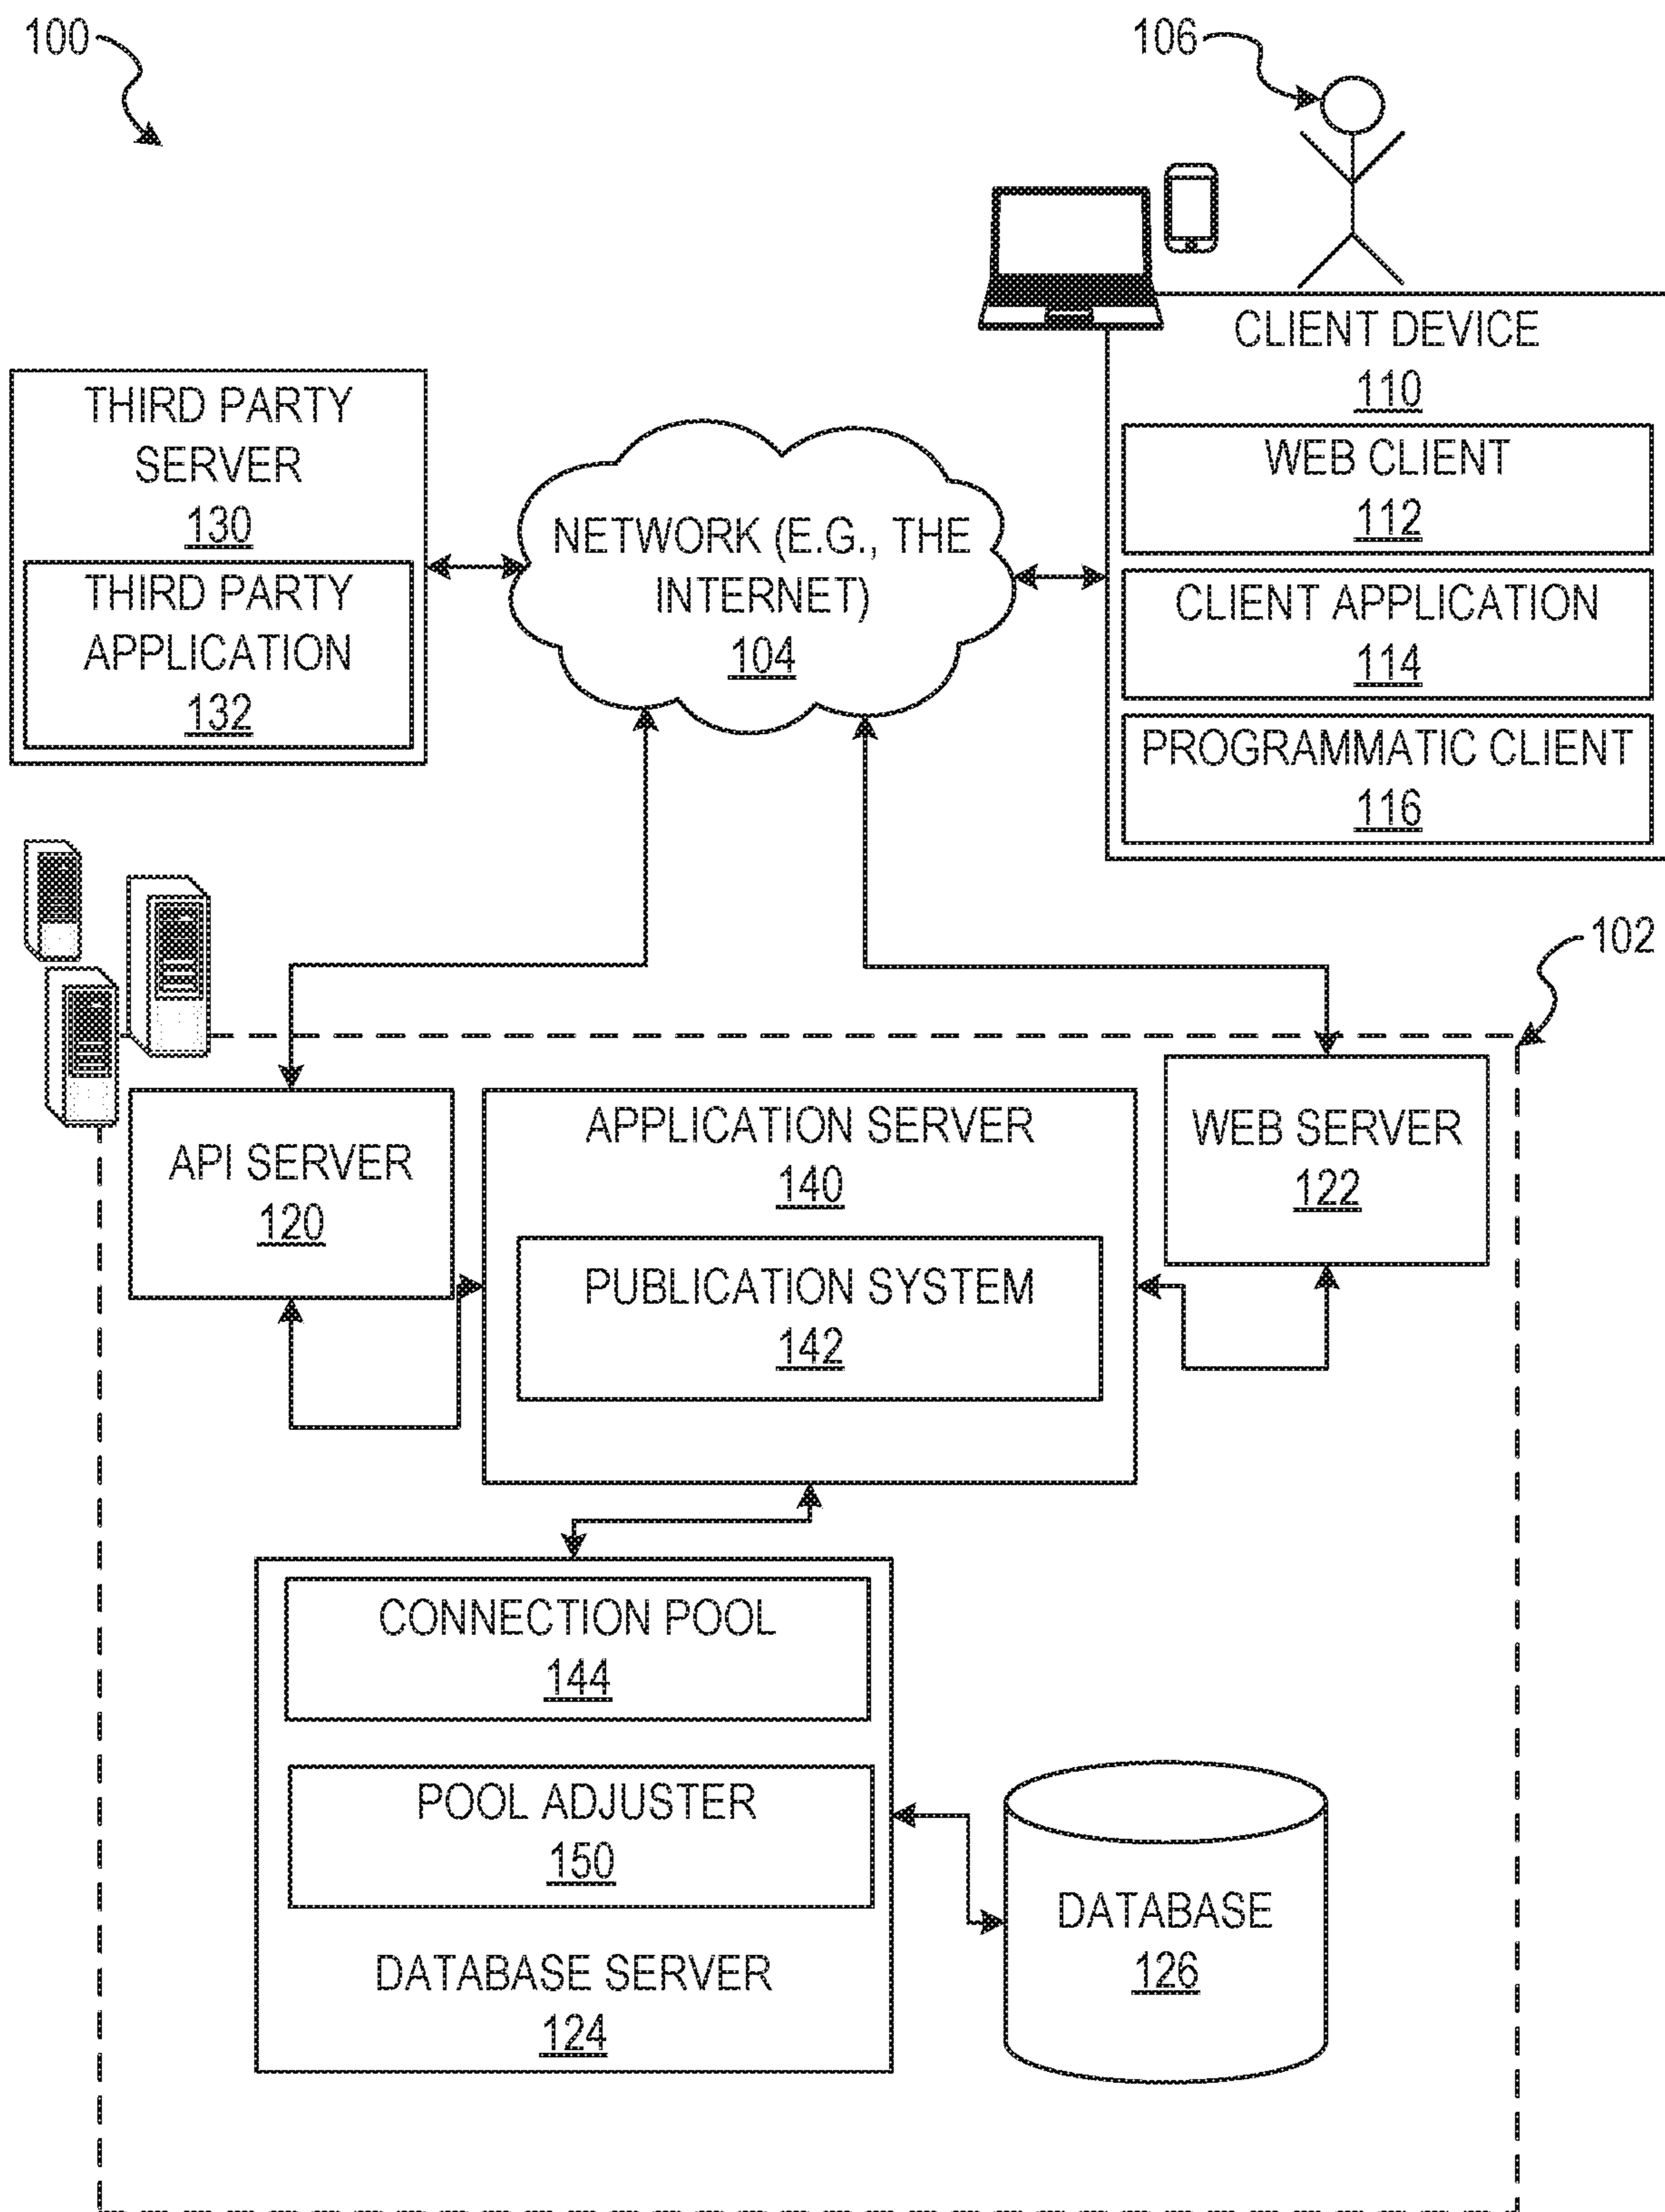 100
106
CLIENT DEVICE
110
WEB CLIENT
112
CLIENT APPLICATION
114
PROGRAMMATIC CLIENT
116
THIRD PARTY
SERVER
130
THIRD PARTY
APPLICATION
132
NETWORK (E.G., THE
INTERNET)
104
102
API SERVER
120
APPLICATION SERVER
140
PUBLICATION SYSTEM
142
WEB SERVER
122
CONNECTION POOL
144
POOL ADJUSTER
150
DATABASE SERVER
124
DATABASE
126